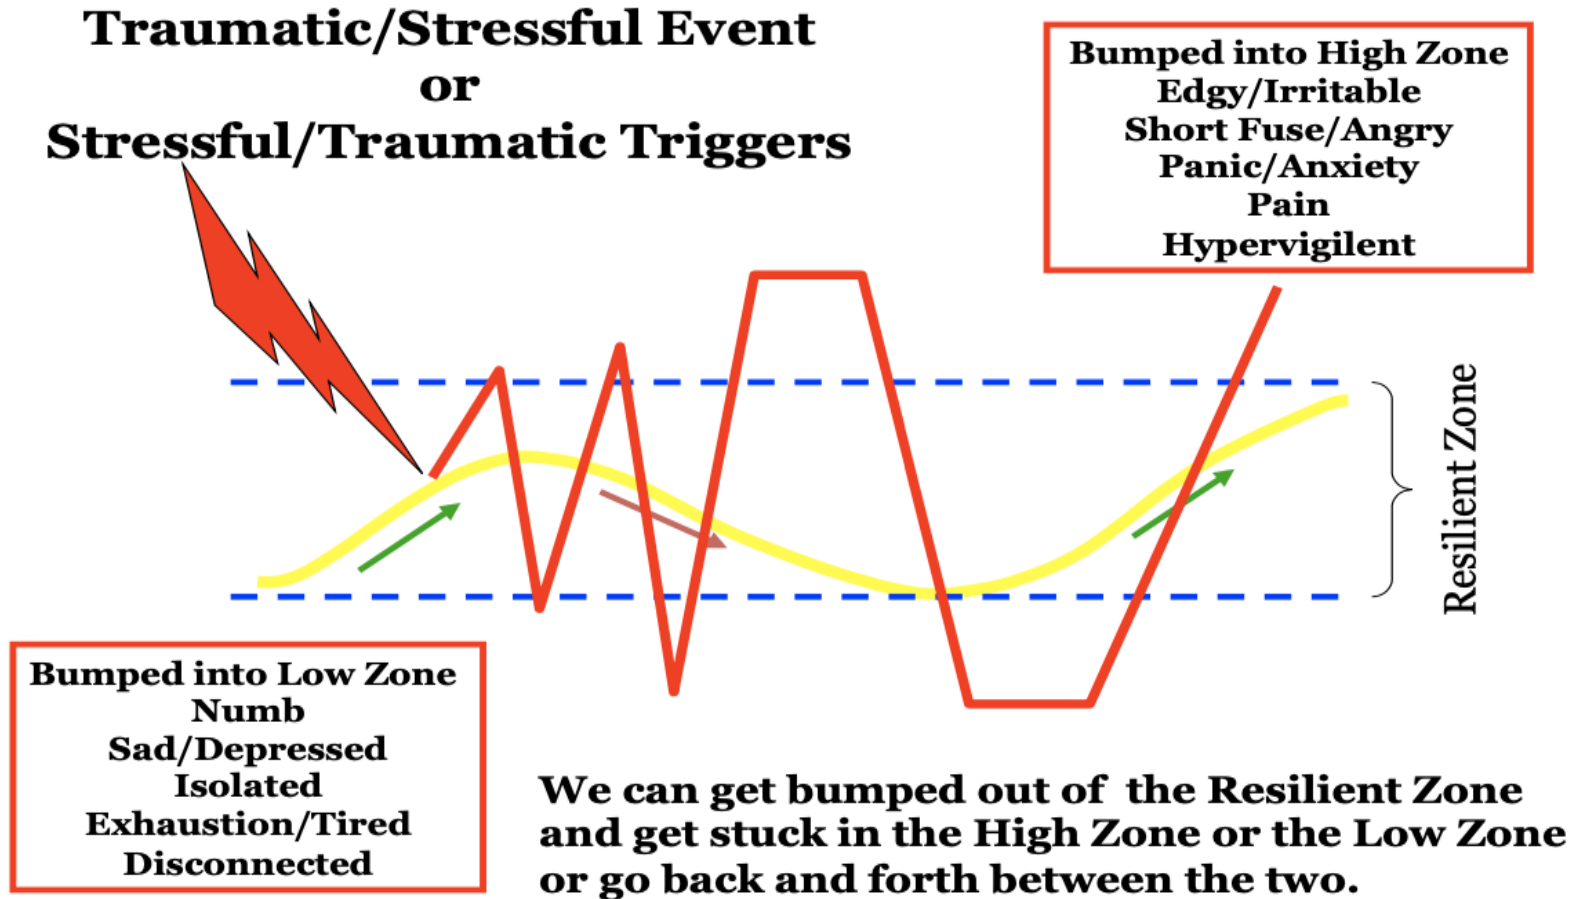 Traumatic/Stressful Event
or
Stressful/Traumatic Triggers
Bumped into High Zone
Edgy/Irritable
Short Fuse/Angry
Panic/Anxiety
Pain
Hypervigilent
Resilient Zone
Bumped into Low Zone
Numb
Sad/Depressed
Isolated
Exhaustion/Tired
Disconnected
We can get bumped out of the Resilient Zone
and get stuck in the High Zone or the Low Zone
or go back and forth between the two.